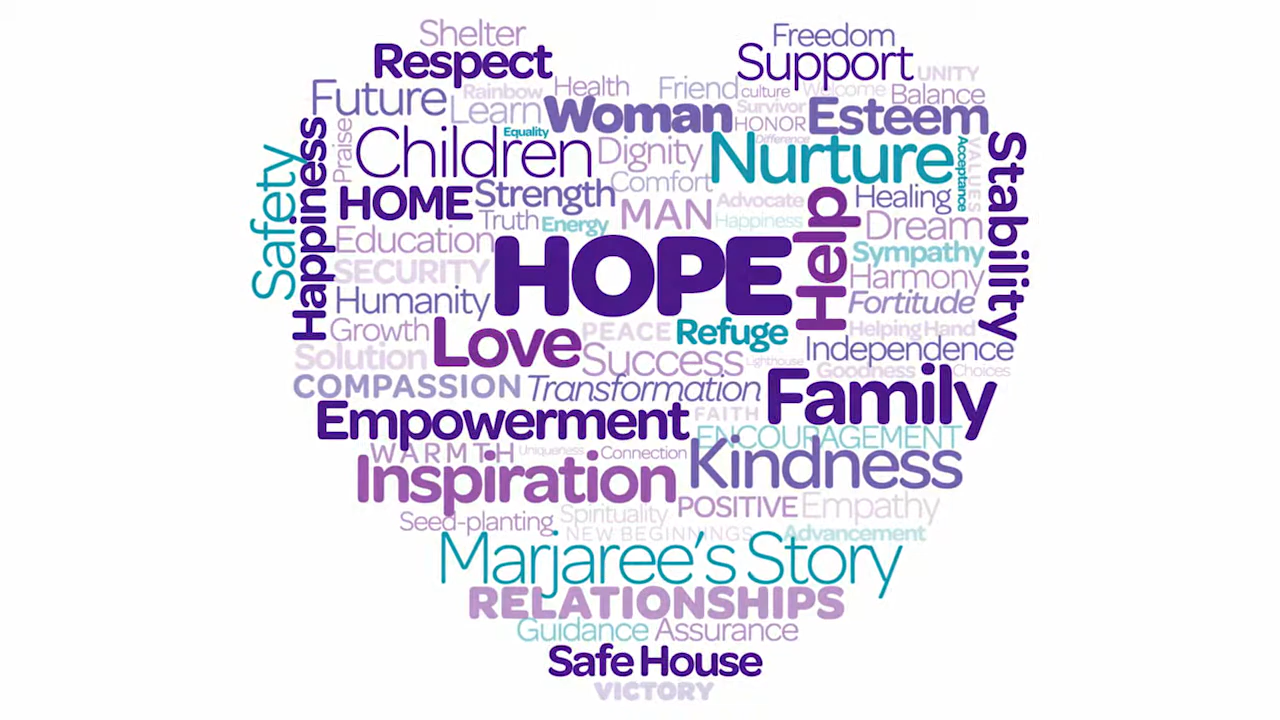 Shelter
Freedom
Respect
Support
UNITY
Future
Rainbow
Health
Friend
culture
Welcome
Balance
Learn
Woman
Survivor
HONOR
Esteem
Praise
Children
Equality
Dignity
Difference
Nurture
Acceptance
VALUES
Stability
Safety
Happiness
HOME
Strength
Comfort
Advocate
Healing
Truth
Energy
MAN
Happiness
Help
Dream
Education
HOPE
Sympathy
SECURITY
Harmony
Humanity
Fortitude
Growth
Love
PEACE
Refuge
Helping Hand
Solution
Success
Lighthouse
Independence
Goodness
Choices
COMPASSION
Transformation
Family
Empowerment
FAITH
ENCOURAGEMENT
WARMTH
Uniqueness
Connection
Kindness
Inspiration
POSITIVE
Empathy
Seed-planting
Spirituality
NEW BEGINNINGS
Advancement
Marjaree's Story
RELATIONSHIPS
Guidance
Assurance
Safe House
VICTORY